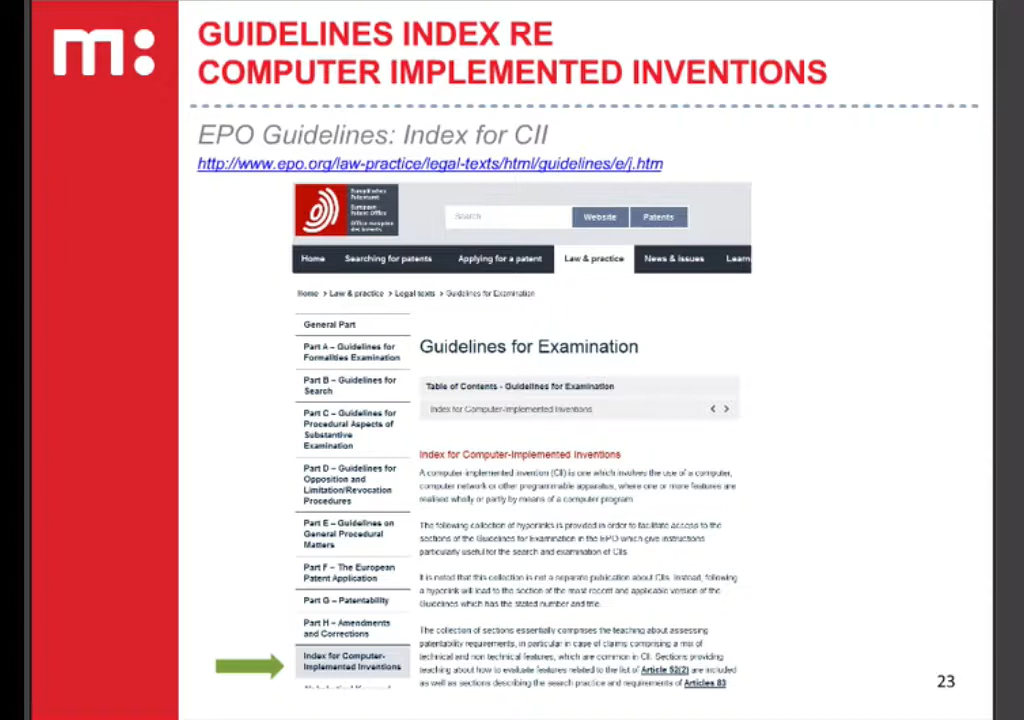 m:
GUIDELINES INDEX RE
COMPUTER IMPLEMENTED INVENTIONS
EPO Guidelines: Index for CII
http://www.epo.org/law-practice/legal-texts/html/guidelines/e/j.htm
Europäisches
Patentamt
European
Patent Office
Office européen
des brevets
Search
Website
Patents
Home
Searching for patents
Applying for a patent
Law & practice
News & issues
Learn
Home > Law & practice > Legal texts > Guidelines for Examination
General Part
Part A – Guidelines for
Formalities Examination
Part B – Guidelines for
Search
Part C – Guidelines for
Procedural Aspects of
Substantive
Examination
Part D – Guidelines for
Opposition and
Limitation/Revocation
Procedures
Part E – Guidelines on
General Procedural
Matters
Part F – The European
Patent Application
Part G – Patentability
Part H – Amendments
and Corrections
Index for Computer-
Implemented Inventions
Guidelines for Examination
Table of Contents - Guidelines for Examination
Index for Computer-Implemented Inventions
Index for Computer-Implemented Inventions
A computer-implemented invention (CII) is one which involves the use of a computer,
computer network or other programmable apparatus, where one or more features are
realised wholly or partly by means of a computer program.
The following collection of hyperlinks is provided in order to facilitate access to the
sections of the Guidelines for Examination in the EPO which give instructions
particularly useful for the search and examination of CIIs.
It is noted that this collection is not a separate publication about CIIs. Instead, following
a hyperlink will lead to the section of the most recent and applicable version of the
Guidelines which has the stated number and title.
The collection of sections essentially comprises the teaching about assessing
patentability requirements, in particular in case of claims comprising a mix of
technical and non technical features, which are common in CII. Sections providing
teaching about how to evaluate features related to the list of Article 52(2) are included
as well as sections describing the search practice and requirements of Articles 83
23